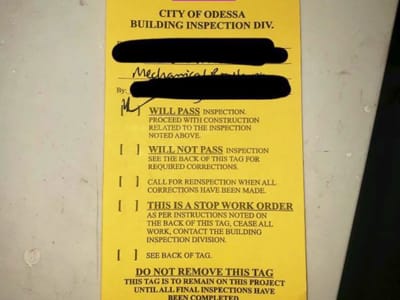 CITY OF ODESSA
BUILDING INSPECTION DIV.
Mechanical
By:
WILL PASS INSPECTION.
PROCEED WITH CONSTRUCTION
RELATED TO THE INSPECTION
NOTED ABOVE.
[ ] WILL NOT PASS INSPECTION
SEE THE BACK OF THIS TAG FOR
REQUIRED CORRECTIONS.
[ ] CALL FOR REINSPECTION WHEN ALL
CORRECTIONS HAVE BEEN MADE.
[ ] THIS IS A STOP WORK ORDER
AS PER INSTRUCTIONS NOTED ON
THE BACK OF THIS TAG, CEASE ALL
WORK, CONTACT THE BUILDING
INSPECTION DIVISION.
[ ] SEE BACK OF TAG.
DO NOT REMOVE THIS TAG
THIS TAG IS TO REMAIN ON THIS PROJECT
UNTIL ALL FINAL INSPECTIONS HAVE
BEEN COMPLETED